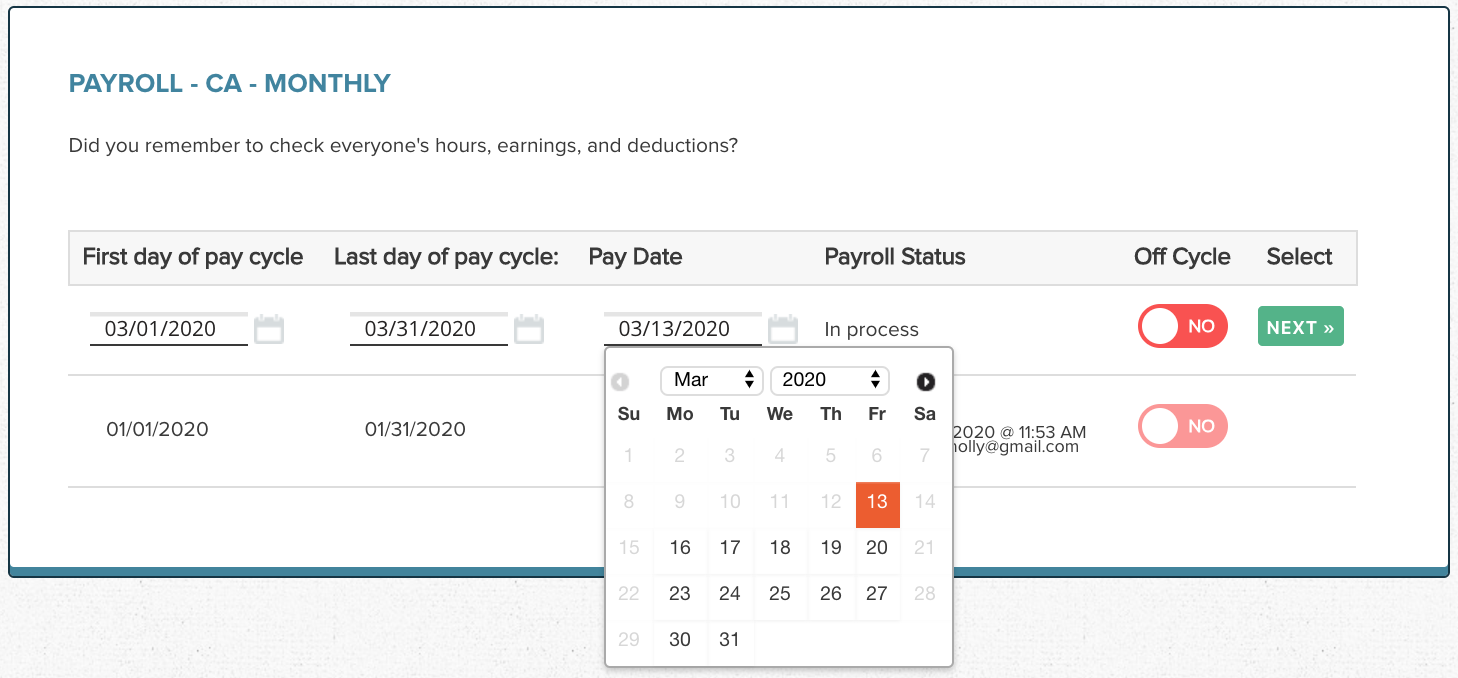 PAYROLL - CA - MONTHLY
Did you remember to check everyone's hours, earnings, and deductions?
First day of pay cycle Last day of pay cycle: Pay Date Payroll Status Off Cycle Select
03/01/2020 03/31/2020 03/13/2020 In process NO NEXT »
Mar 2020
Su Mo Tu We Th Fr Sa
1 2 3 4 5 6 7
8 9 10 11 12 13 14
15 16 17 18 19 20 21
22 23 24 25 26 27 28
29 30 31
01/01/2020 01/31/2020 2020 @ 11:53 AM NO
olly@gmail.com